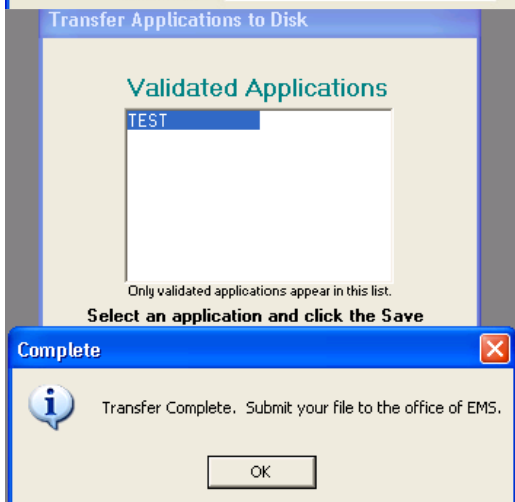 Transfer Applications to Disk
Validated Applications
TEST
Only validated applications appear in this list.
Select an application and click the Save
Complete
Transfer Complete. Submit your file to the office of EMS.
OK